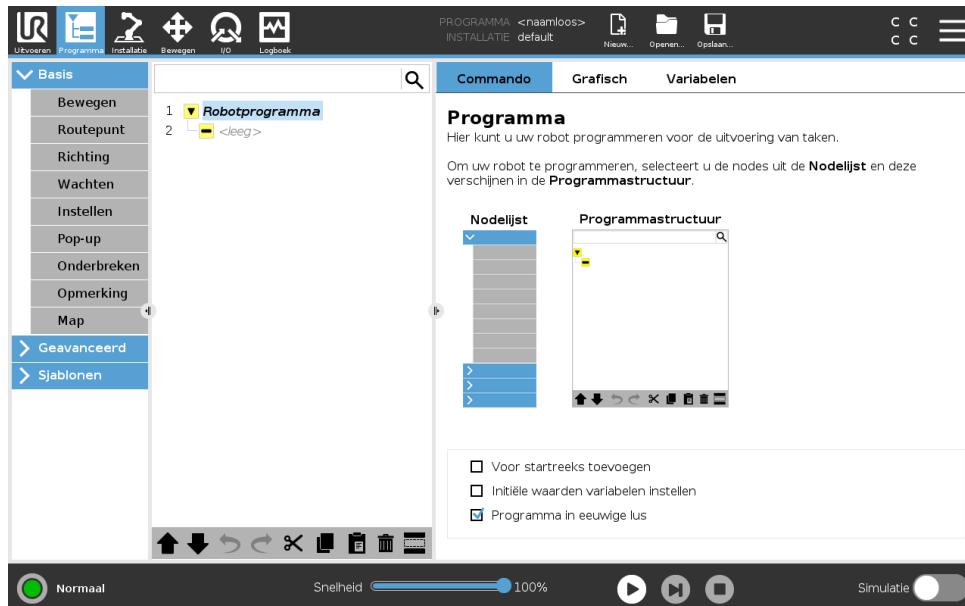 UR
Uitvoeren Programma Installatie Bewegen I/O Logboek
PROGRAMMA <naamloos>
INSTALLATIE default
Nieuw... Openen... Opslaan...
C C
C C
Basis
Bewegen
Routepunt
Richting
Wachten
Instellen
Pop-up
Onderbreken
Opmerking
Map
Geavanceerd
Sjablonen
1 Robotprogramma
2 <leeg>
Commando Grafisch Variabelen
Programma
Hier kunt u uw robot programmeren voor de uitvoering van taken.
Om uw robot te programmeren, selecteert u de nodes uit de Nodelijst en deze
verschijnen in de Programmastructuur.
Nodelijst Programmastructuur
Voor startreeks toevoegen
Initiële waarden variabelen instellen
Programma in eeuwige lus
Normaal
Snelheid 100%
Simulatie